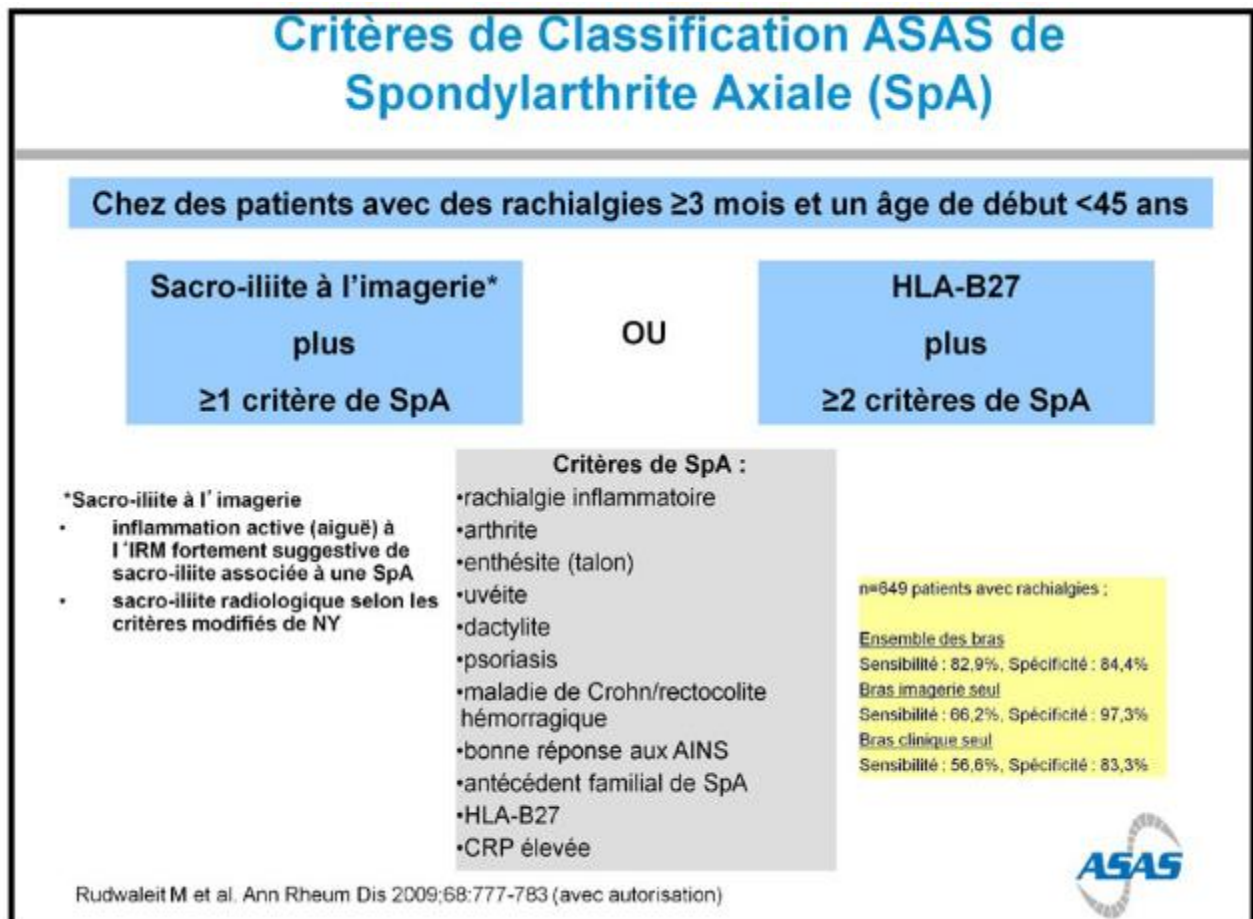 Critères de Classification ASAS de
Spondylarthrite Axiale (SpA)
Chez des patients avec des rachialgies ≥3 mois et un âge de début <45 ans
Sacro-iliite à l'imagerie*
plus
≥1 critère de SpA
OU
HLA-B27
plus
≥2 critères de SpA
*Sacro-iliite à l' imagerie
• inflammation active (aiguë) à
l 'IRM fortement suggestive de
sacro-iliite associée à une SpA
• sacro-iliite radiologique selon les
critères modifiés de NY
Critères de SpA :
•rachialgie inflammatoire
•arthrite
•enthésite (talon)
•uvéite
•dactylite
•psoriasis
•maladie de Crohn/rectocolite
hémorragique
•bonne réponse aux AINS
•antécédent familial de SpA
•HLA-B27
•CRP élevée
n=649 patients avec rachialgies ;
Ensemble des bras
Sensibilité : 82,9%, Spécificité : 84,4%
Bras imagerie seul
Sensibilité : 66,2%, Spécificité : 97,3%
Bras clinique seul
Sensibilité : 56,6%, Spécificité : 83,3%
ASAS
Rudwaleit M et al. Ann Rheum Dis 2009;68:777-783 (avec autorisation)